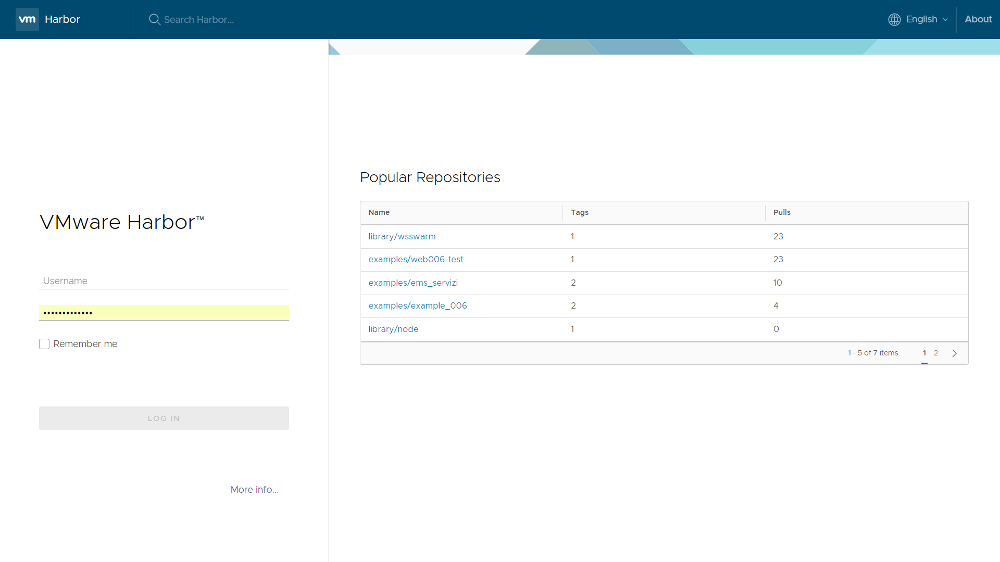 vm Harbor
Search Harbor...
English
About
VMware Harbor™
Username
•••••••••••••
Remember me
LOG IN
More info...
Popular Repositories
Name Tags Pulls
library/wsswarm 1 23
examples/web006-test 1 23
examples/ems_servizi 2 10
examples/example_006 2 4
library/node 1 0
1 - 5 of 7 items 1 2